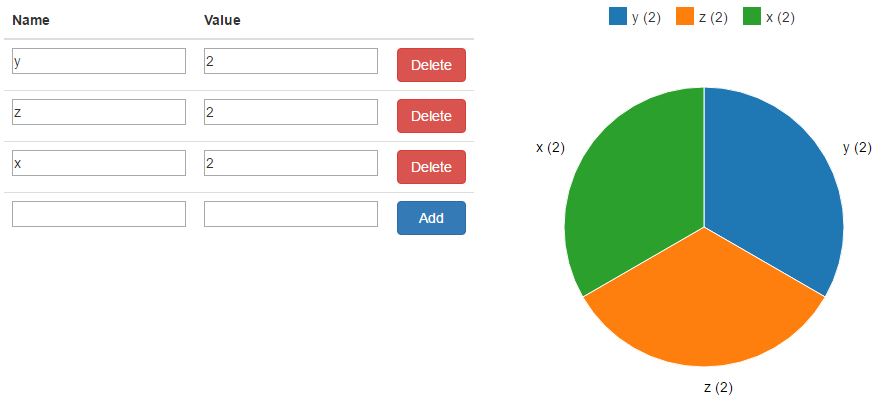 Name Value
y 2 Delete
z 2 Delete
x 2 Delete
Add
y (2) z (2) x (2)
x (2) y (2)
z (2)